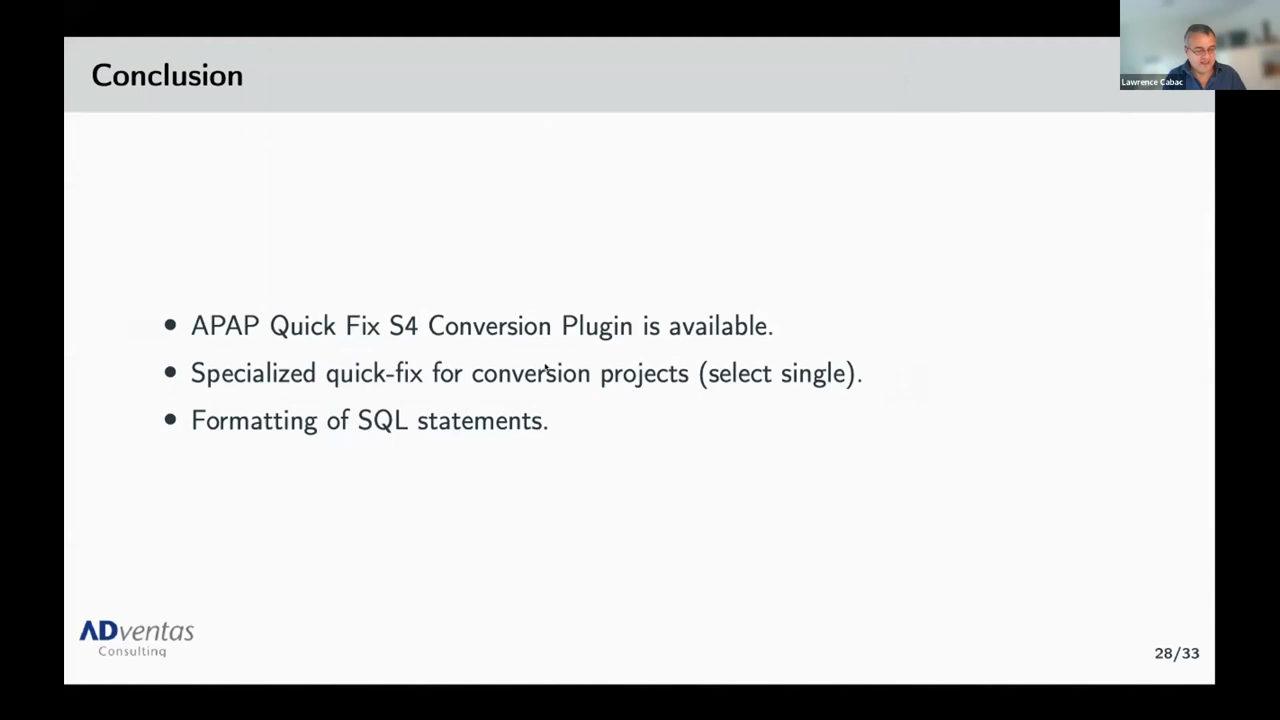 Conclusion
Lawrence Cabac
• APAP Quick Fix S4 Conversion Plugin is available.
• Specialized quick-fix for conversion projects (select single).
• Formatting of SQL statements.
ADventas
Consulting
28/33